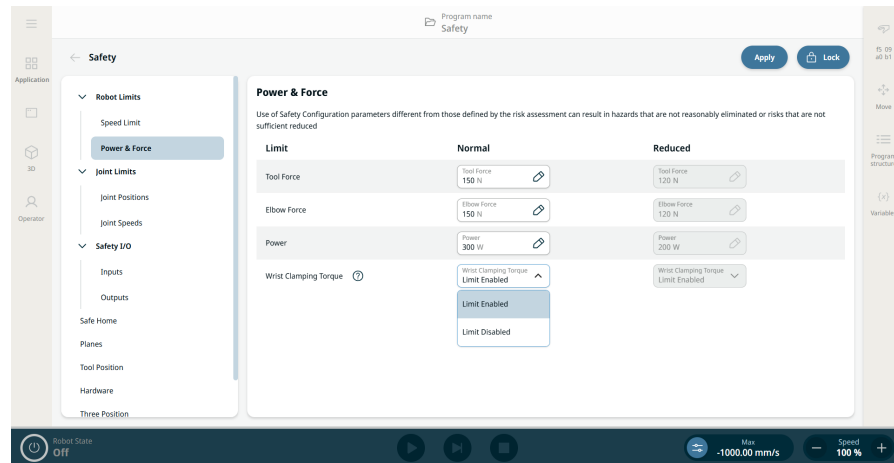 Program name
Safety
Safety
Apply
Lock
f5 09
a0 b1
Application
Move
3D
Program
structure
Operator
Variable
Robot Limits
Speed Limit
Power & Force
Joint Limits
Joint Positions
Joint Speeds
Safety I/O
Inputs
Outputs
Safe Home
Planes
Tool Position
Hardware
Three Position
Power & Force
Use of Safety Configuration parameters different from those defined by the risk assessment can result in hazards that are not reasonably eliminated or risks that are not
sufficient reduced
Limit Normal Reduced
Tool Force
Tool Force
150 N
Tool Force
120 N
Elbow Force
Elbow Force
150 N
Elbow Force
120 N
Power
Power
300 W
Power
200 W
Wrist Clamping Torque ?
Wrist Clamping Torque
Limit Enabled
Wrist Clamping Torque
Limit Enabled
Limit Enabled
Limit Disabled
Robot State
Off
Max
-1000.00 mm/s
Speed
100 %